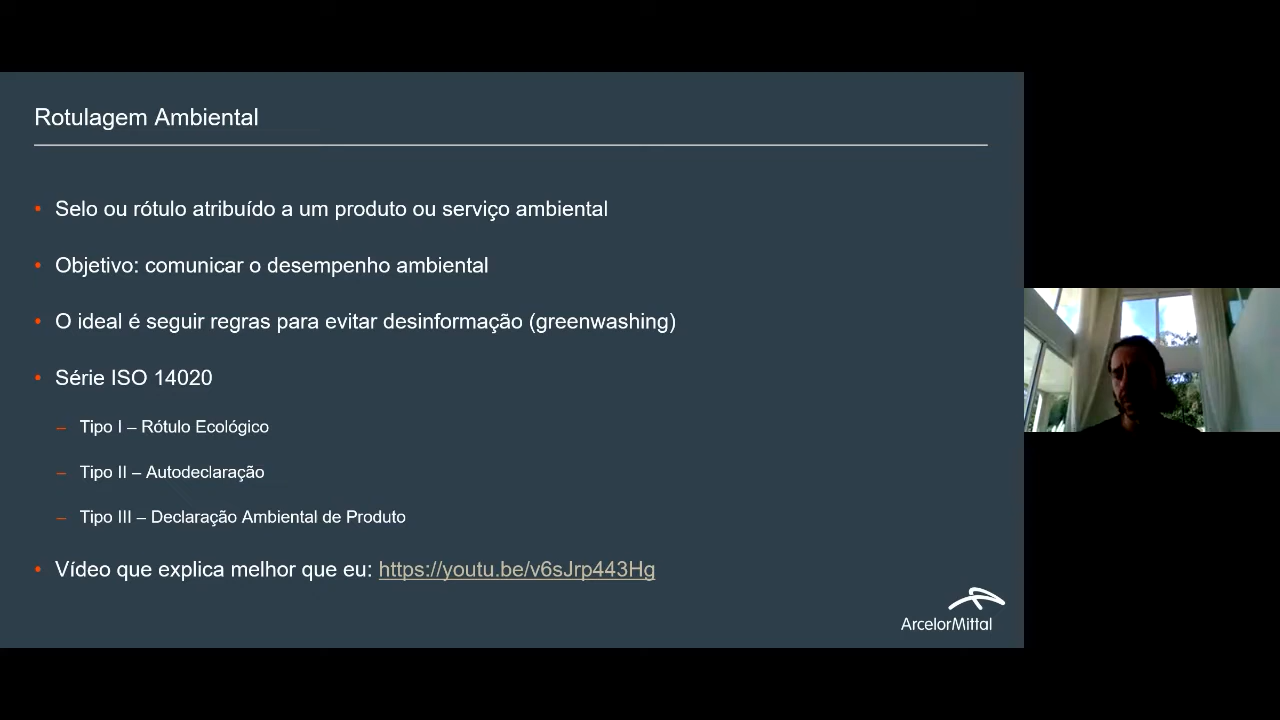 Rotulagem Ambiental
• Selo ou rótulo atribuído a um produto ou serviço ambiental
• Objetivo: comunicar o desempenho ambiental
• O ideal é seguir regras para evitar desinformação (greenwashing)
• Série ISO 14020
– Tipo I – Rótulo Ecológico
– Tipo II – Autodeclaração
– Tipo III – Declaração Ambiental de Produto
• Vídeo que explica melhor que eu: https://youtu.be/v6sJrp443Hg
ArcelorMittal